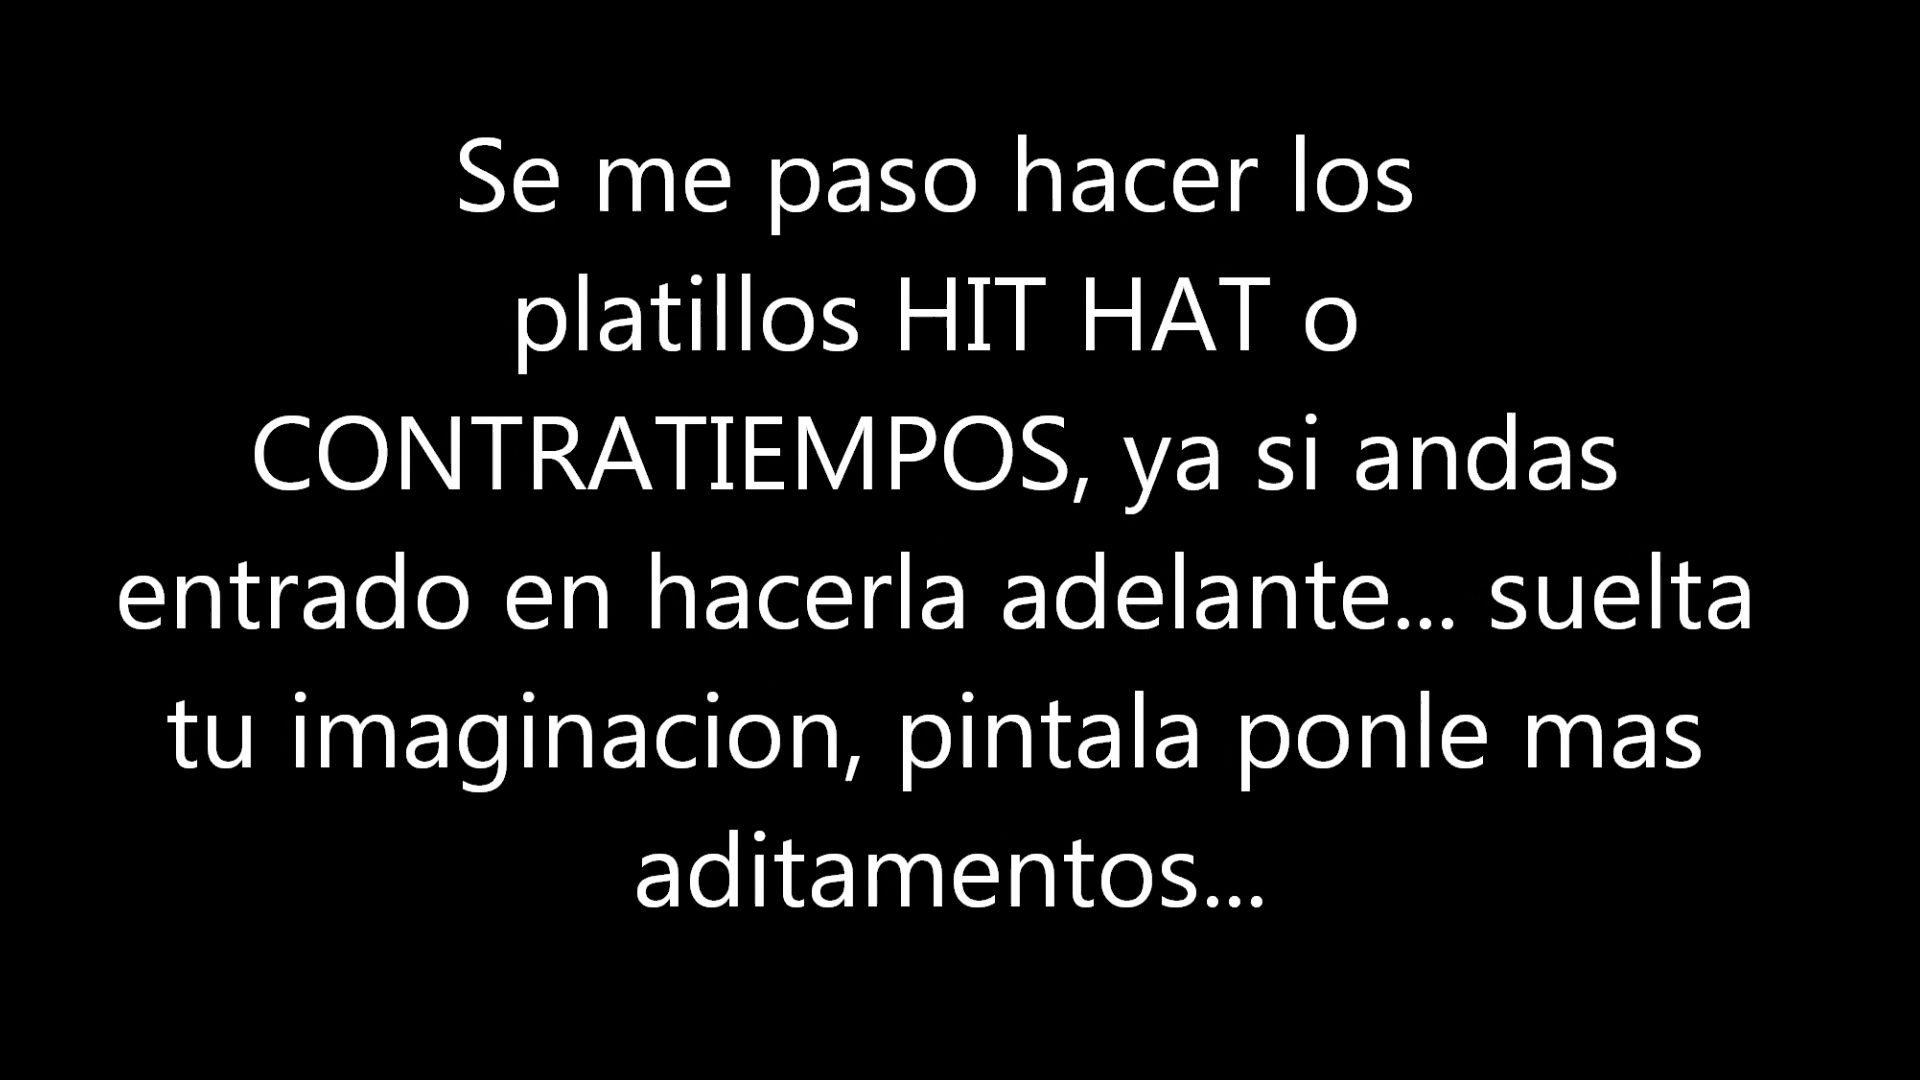 Se me paso hacer los
platillos HIT HAT o
CONTRATIEMPOS, ya si andas
entrado en hacerla adelante... suelta
tu imaginacion, pintala ponle mas
aditamentos...